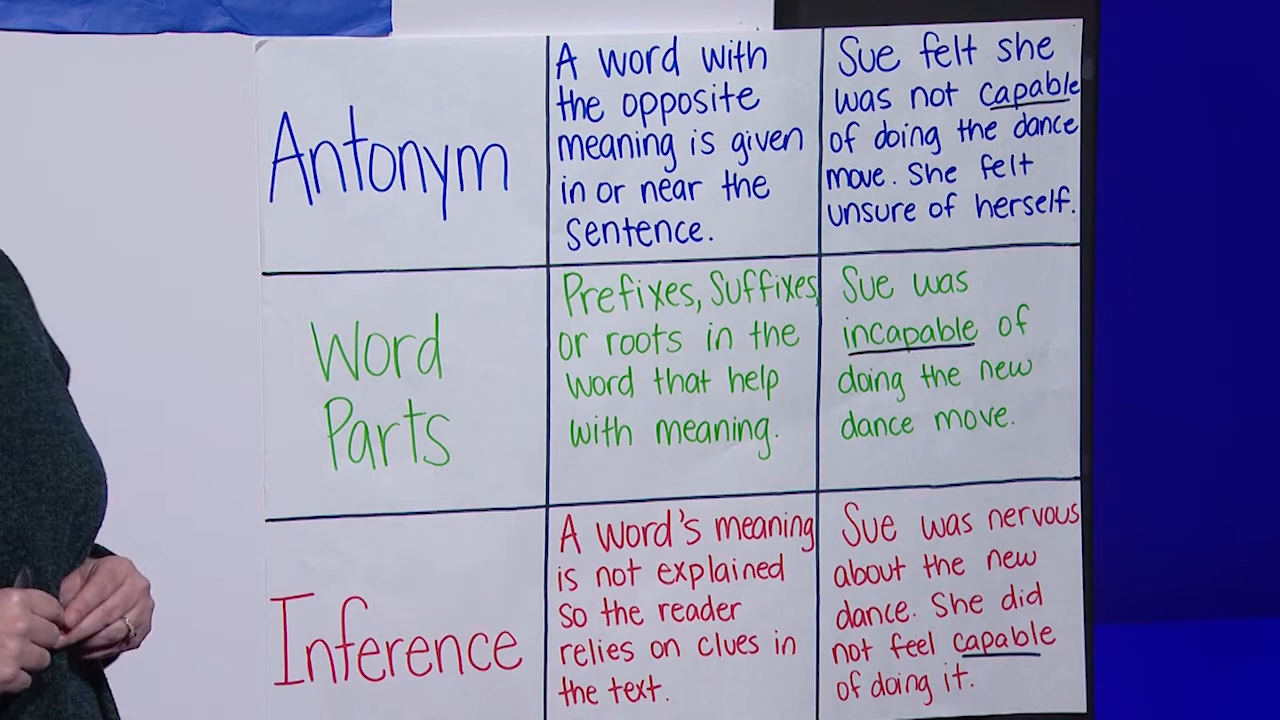 Antonym
A word with
the opposite
meaning is given
in or near the
sentence.
Sue felt she
was not capable
of doing the dance
move. She felt
unsure of herself.
Word
Parts
Prefixes, Suffixes,
or roots in the
word that help
with meaning.
Sue was
incapable of
doing the new
dance move.
Inference
A word's meaning
is not explained
so the reader
relies on clues in
the text.
Sue was nervous
about the new
dance. She did
not feel capable
of doing it.